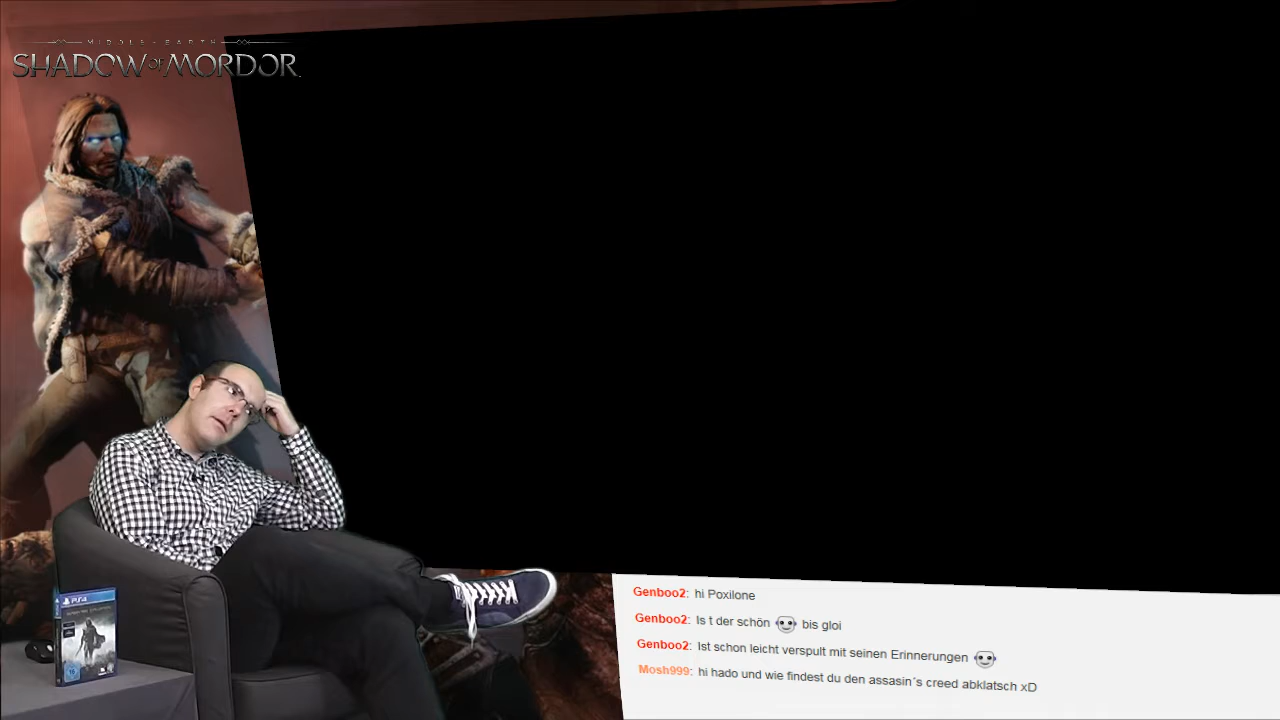 MIDDLE-EARTH
SHADOW OF MORDOR
PS4
Genboo2: hi Poxilone
Genboo2: Is t der schön bis gloi
Genboo2: Ist schon leicht verspult mit seinen Erinnerungen
Mosh999: hi hado und wie findest du den assasin´s creed abklatsch xD